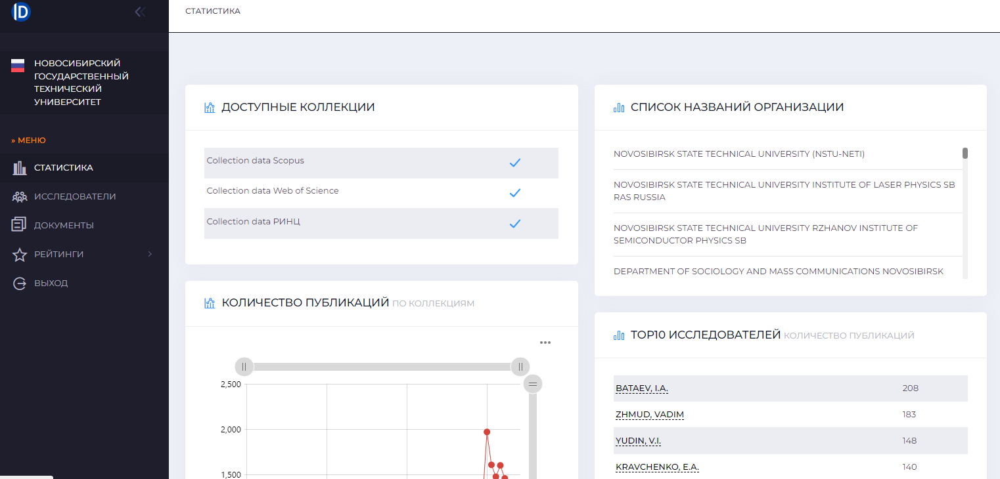 ID
СТАТИСТИКА
НОВОСИБИРСКИЙ
ГОСУДАРСТВЕННЫЙ
ТЕХНИЧЕСКИЙ
УНИВЕРСИТЕТ
» МЕНЮ
СТАТИСТИКА
ИССЛЕДОВАТЕЛИ
ДОКУМЕНТЫ
РЕЙТИНГИ
ВЫХОД
ДОСТУПНЫЕ КОЛЛЕКЦИИ
Collection data Scopus
Collection data Web of Science
Collection data РИНЦ
КОЛИЧЕСТВО ПУБЛИКАЦИЙ ПО КОЛЛЕКЦИЯМ
2,500
2,000
1,500
СПИСОК НАЗВАНИЙ ОРГАНИЗАЦИИ
NOVOSIBIRSK STATE TECHNICAL UNIVERSITY (NSTU-NETI)
NOVOSIBIRSK STATE TECHNICAL UNIVERSITY INSTITUTE OF LASER PHYSICS SB
RAS RUSSIA
NOVOSIBIRSK STATE TECHNICAL UNIVERSITY RZHANOV INSTITUTE OF
SEMICONDUCTOR PHYSICS SB
DEPARTMENT OF SOCIOLOGY AND MASS COMMUNICATIONS NOVOSIBIRSK
TOP10 ИССЛЕДОВАТЕЛЕЙ КОЛИЧЕСТВО ПУБЛИКАЦИЙ
BATAEV, I.A. 208
ZHMUD, VADIM 183
YUDIN, V.I. 148
KRAVCHENKO, E.A. 140